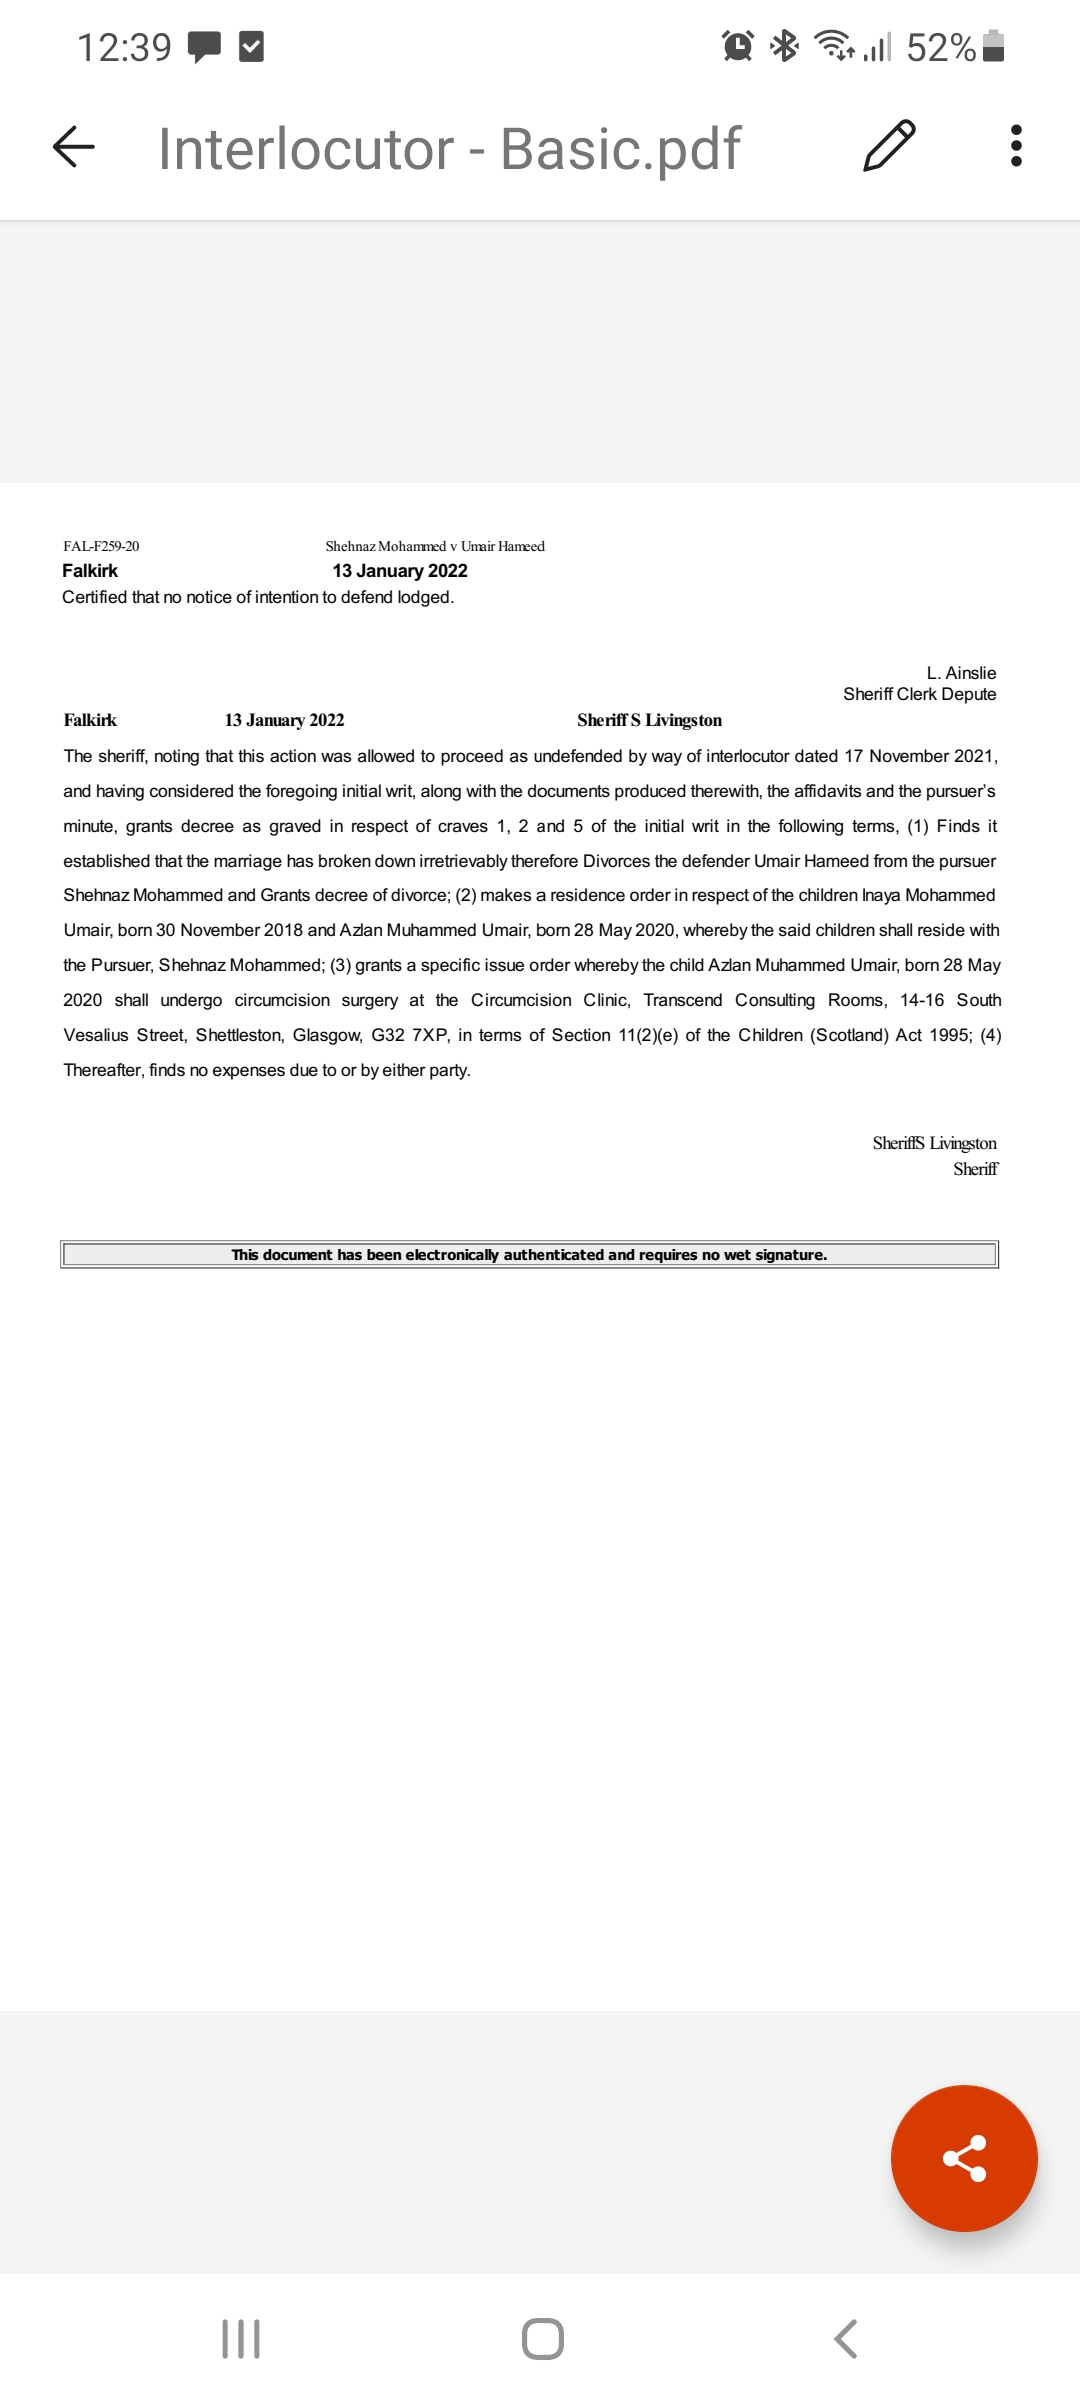 12:39
52%
Interlocutor - Basic.pdf
FAL-F259-20 Shehnaz Mohammed v Umair Hameed
Falkirk 13 January 2022
Certified that no notice of intention to defend lodged.
L. Ainslie
Sheriff Clerk Depute
Falkirk 13 January 2022 Sheriff S Livingston
The sheriff, noting that this action was allowed to proceed as undefended by way of interlocutor dated 17 November 2021,
and having considered the foregoing initial writ, along with the documents produced therewith, the affidavits and the pursuer's
minute, grants decree as graved in respect of craves 1, 2 and 5 of the initial writ in the following terms, (1) Finds it
established that the marriage has broken down irretrievably therefore Divorces the defender Umair Hameed from the pursuer
Shehnaz Mohammed and Grants decree of divorce; (2) makes a residence order in respect of the children Inaya Mohammed
Umair, born 30 November 2018 and Azlan Muhammed Umair, born 28 May 2020, whereby the said children shall reside with
the Pursuer, Shehnaz Mohammed; (3) grants a specific issue order whereby the child Azlan Muhammed Umair, born 28 May
2020 shall undergo circumcision surgery at the Circumcision Clinic, Transcend Consulting Rooms, 14-16 South
Vesalius Street, Shettleston, Glasgow, G32 7XP, in terms of Section 11(2)(e) of the Children (Scotland) Act 1995; (4)
Thereafter, finds no expenses due to or by either party.
Sheriff S Livingston
Sheriff
This document has been electronically authenticated and requires no wet signature.